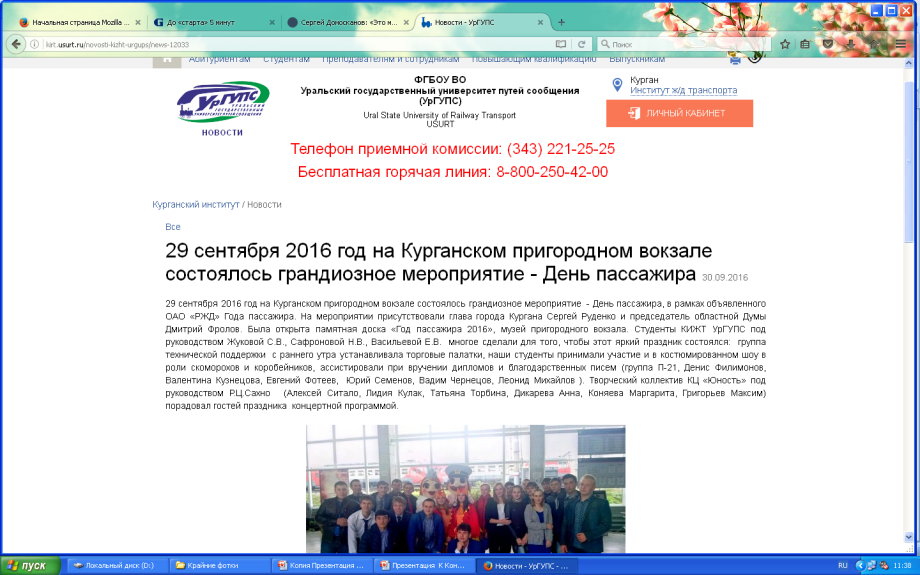 Начальная страница Mozilla ...
До «старта» 5 минут
Сергей Доносканов: «Это м...
Новости - УрГУПС
kirt.usurt.ru/novosti-kizht-urgups/news-12033
Поиск
Абитуриентам Студентам Преподавателям и сотрудникам Повышающим квалификацию Выпускникам
УрГУПС
УРАЛЬСКИЙ
ГОСУДАРСТВЕННЫЙ
УНИВЕРСИТЕТ ПУТЕЙ СООБЩЕНИЯ
НОВОСТИ
ФГБОУ ВО
Уральский государственный университет путей сообщения
(УрГУПС)
Ural State University of Railway Transport
USURT
Курган
Институт ж/д транспорта
ЛИЧНЫЙ КАБИНЕТ
Телефон приемной комиссии: (343) 221-25-25
Бесплатная горячая линия: 8-800-250-42-00
Курганский институт / Новости
Все
29 сентября 2016 год на Курганском пригородном вокзале
состоялось грандиозное мероприятие - День пассажира 30.09.2016
29 сентября 2016 год на Курганском пригородном вокзале состоялось грандиозное мероприятие - День пассажира, в рамках объявленного
ОАО «РЖД» Года пассажира. На мероприятии присутствовали глава города Кургана Сергей Руденко и председатель областной Думы
Дмитрий Фролов. Была открыта памятная доска «Год пассажира 2016», музей пригородного вокзала. Студенты КИЖТ УрГУПС под
руководством Жуковой С.В., Сафроновой Н.В., Васильевой Е.В. многое сделали для того, чтобы этот яркий праздник состоялся: группа
технической поддержки с раннего утра устанавливала торговые палатки, наши студенты принимали участие и в костюмированном шоу в
роли скоморохов и коробейников, ассистировали при вручении дипломов и благодарственных писем (группа П-21, Денис Филимонов,
Валентина Кузнецова, Евгений Фотеев, Юрий Семенов, Вадим Чернецов, Леонид Михайлов ). Творческий коллектив КЦ «Юность» под
руководством Р.Ц.Сахно (Алексей Ситало, Лидия Кулак, Татьяна Торбина, Дикарева Анна, Коняева Маргарита, Григорьев Максим)
порадовал гостей праздника концертной программой.
пуск
Локальный диск (D:)
Крайние фотки
Копия Презентация ...
Презентация К Кон...
Новости - УрГУПС - ...
RU
11:38